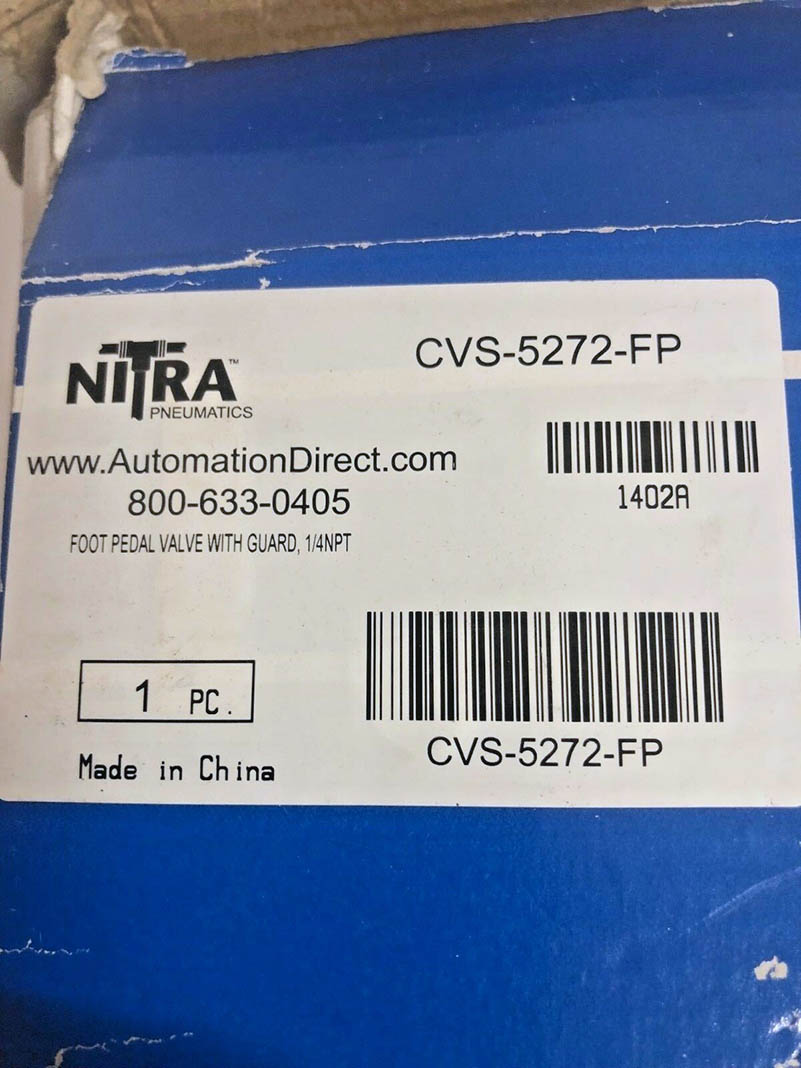 NITRA™
PNEUMATICS
CVS-5272-FP
www.AutomationDirect.com
800-633-0405
1402A
FOOT PEDAL VALVE WITH GUARD, 1/4NPT
1 PC.
CVS-5272-FP
Made in China